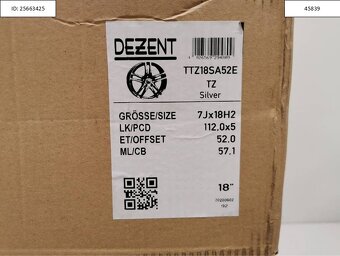 ID: 25663425
45839
DEZENT
TTZ18SA52E
TZ
Silver
GRÖSSE/SIZE 7Jx18H2
LK/PCD 112.0x5
ET/OFFSET 52.0
ML/CB 57.1
18"